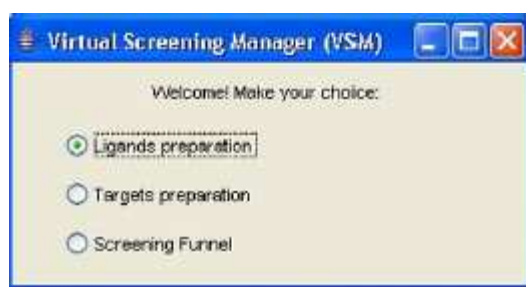 Virtual Screening Manager (VSM)
Welcome! Make your choice:
Ligands preparation
Targets preparation
Screening Funnel